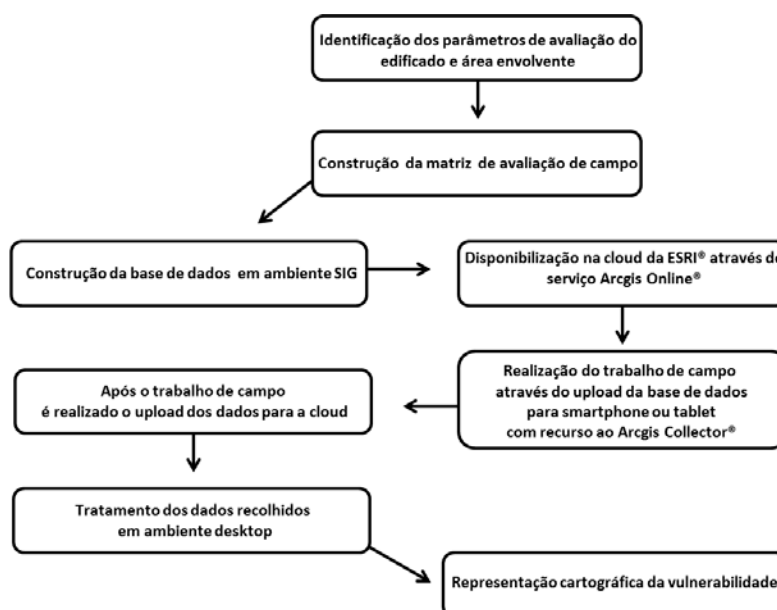 Identificação dos parâmetros de avaliação do
edificado e área envolvente
Construção da matriz de avaliação de campo
Construção da base de dados em ambiente SIG
Disponibilização na cloud da ESRI® através do
serviço Arcgis Online®
Realização do trabalho de campo
através do upload da base de dados
para smartphone ou tablet
com recurso ao Arcgis Collector®
Após o trabalho de campo
é realizado o upload dos dados para a cloud
Tratamento dos dados recolhidos
em ambiente desktop
Representação cartográfica da vulnerabilidade